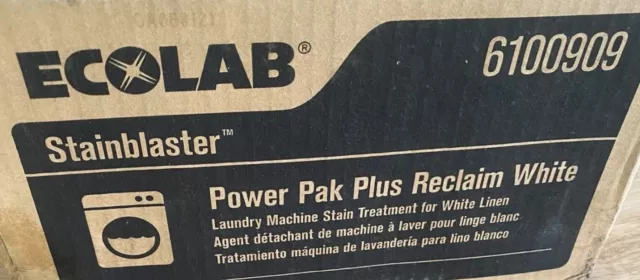 ECOLAB®
6100909
Stainblaster™
Power Pak Plus Reclaim White
Laundry Machine Stain Treatment for White Linen
Agent détachant de machine à laver pour linge blanc
Tratamiento máquina de lavandería para lino blanco